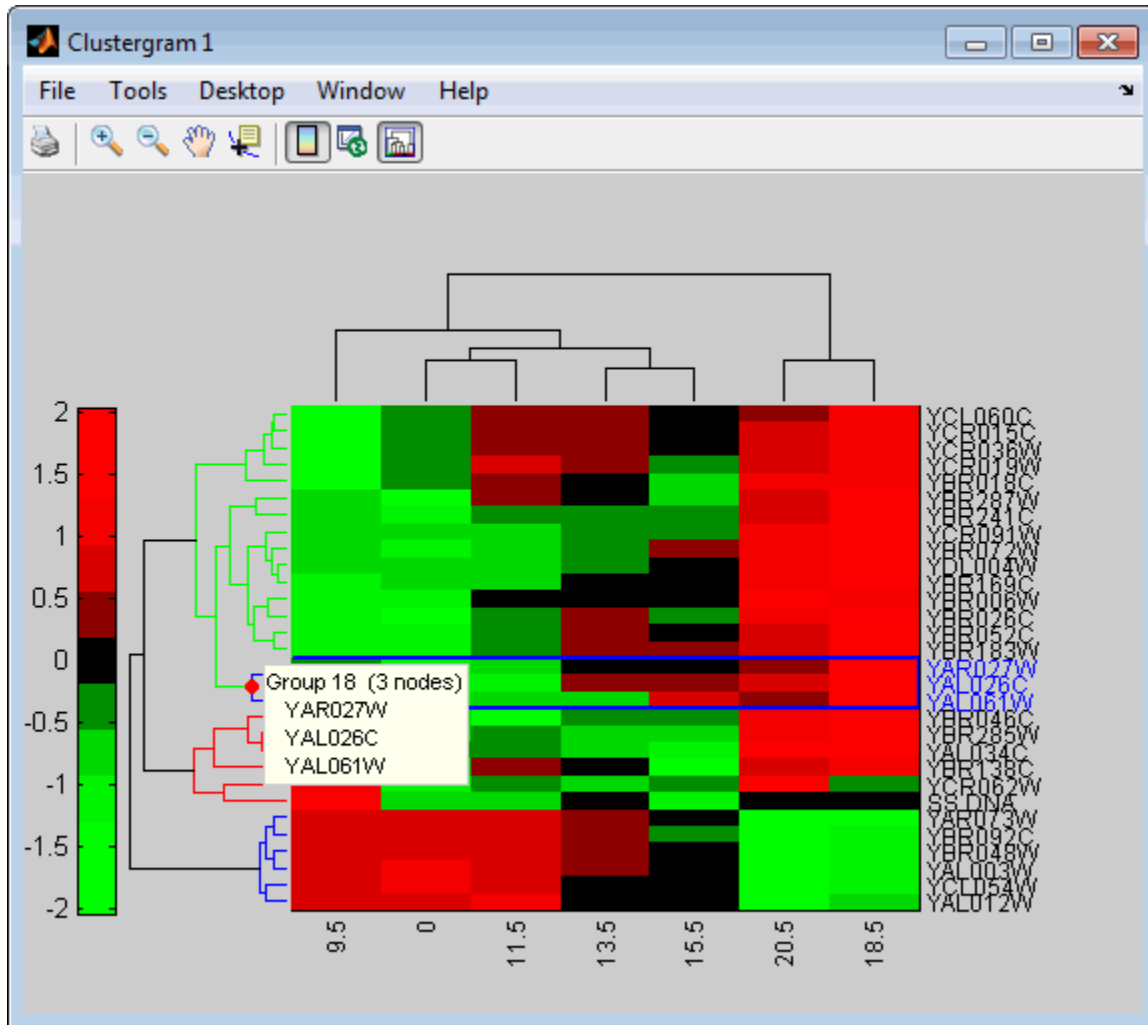 Clustergram 1
File Tools Desktop Window Help
2
1.5
1
0.5
0
-0.5
-1
-1.5
-2
Group 18 (3 nodes)
YAR027W
YAL026C
YAL061W
YCL060C
YCR015C
YCR036W
YCR019W
YBR018C
YBR287W
YBR241C
YCR091W
YBR072W
YDL004W
YBR169C
YBR006W
YBR026C
YBR052C
YBR183W
YAR027W
YAL026C
YAL061W
YBR046C
YBR285W
YAL034C
YBR138C
YCR062W
SS DNA
YAR073W
YBR092C
YBR048W
YAL003W
YCL054W
YAL012W
9.5 0 11.5 13.5 15.5 20.5 18.5